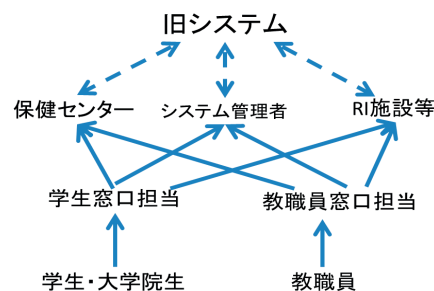 旧システム
保健センター
システム管理者
RI施設等
学生窓口担当
教職員窓口担当
学生・大学院生
教職員